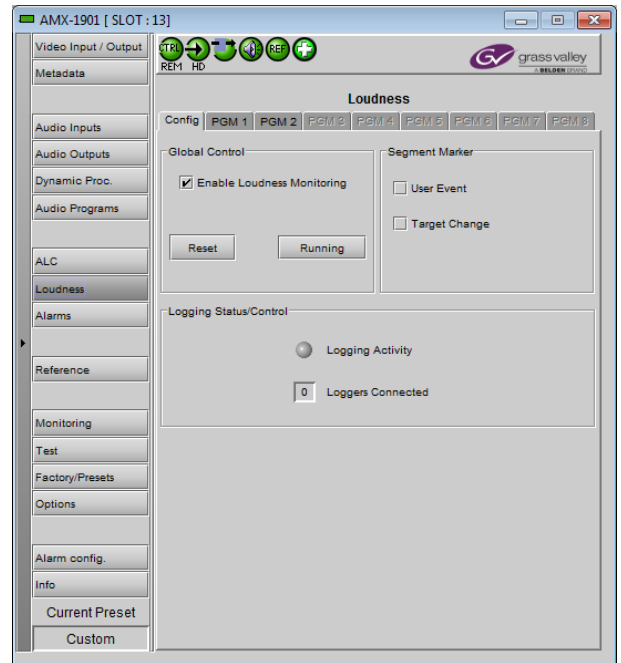 AMX-1901 [ SLOT : 13]
Video Input / Output
Metadata
Audio Inputs
Audio Outputs
Dynamic Proc.
Audio Programs
ALC
Loudness
Alarms
Reference
Monitoring
Test
Factory/Presets
Options
Alarm config.
Info
Current Preset
Custom
CTRL REF
REM HD
GV grass valley
A BELDEN BRAND
Loudness
Config PGM 1 PGM 2 PGM 3 PGM 4 PGM 5 PGM 6 PGM 7 PGM 8
Global Control
Enable Loudness Monitoring
Reset Running
Segment Marker
User Event
Target Change
Logging Status/Control
Logging Activity
0 Loggers Connected